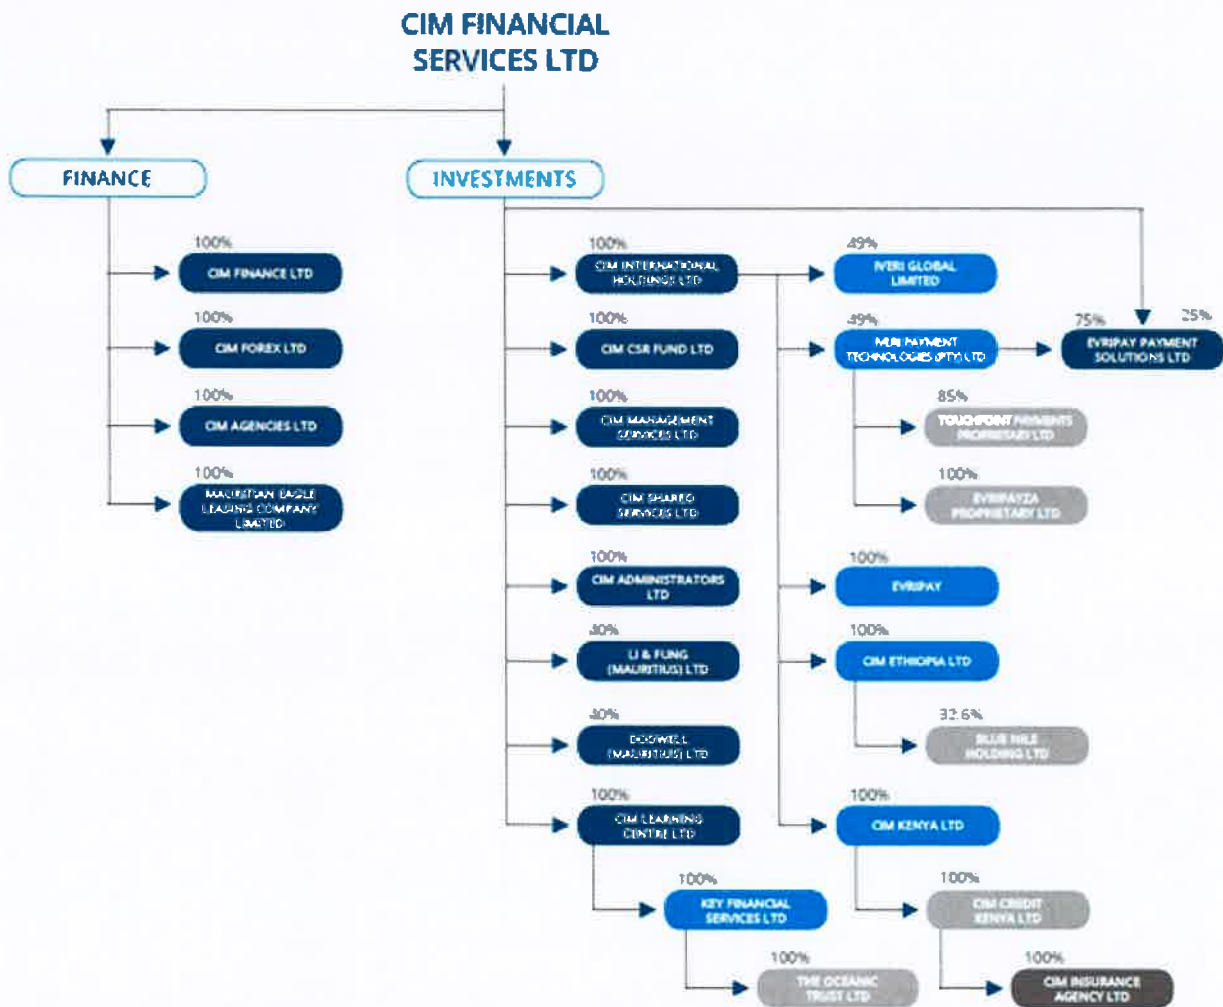 CIM FINANCIAL
SERVICES LTD
FINANCE
INVESTMENTS
100%
CIM FINANCE LTD
100%
CIM FOREX LTD
100%
CIM AGENCIES LTD
100%
MAURITIAN EAGLE
LEASING COMPANY
LIMITED
100%
CIM INTERNATIONAL
HOLDINGS LTD
100%
CIM CSR FUND LTD
100%
CIM MANAGEMENT
SERVICES LTD
100%
CIM SHARED
SERVICES LTD
100%
CIM ADMINISTRATORS
LTD
40%
LI & FUNG
(MAURITIUS) LTD
40%
DODWELL
(MAURITIUS) LTD
100%
CIM LEARNING
CENTRE LTD
100%
KEY FINANCIAL
SERVICES LTD
100%
THE OCEANIC
TRUST LTD
49%
IVERI GLOBAL
LIMITED
49%
IVERI PAYMENT
TECHNOLOGIES (PTY) LTD
75%
25%
EVRIPAY PAYMENT
SOLUTIONS LTD
85%
TOUCHPOINT PAYMENTS
PROPRIETARY LTD
100%
EVRIPAYZA
PROPRIETARY LTD
100%
EVRIPAY
100%
CIM ETHIOPIA LTD
32.6%
BLUE NILE
HOLDING LTD
100%
CIM KENYA LTD
100%
CIM CREDIT
KENYA LTD
100%
CIM INSURANCE
AGENCY LTD